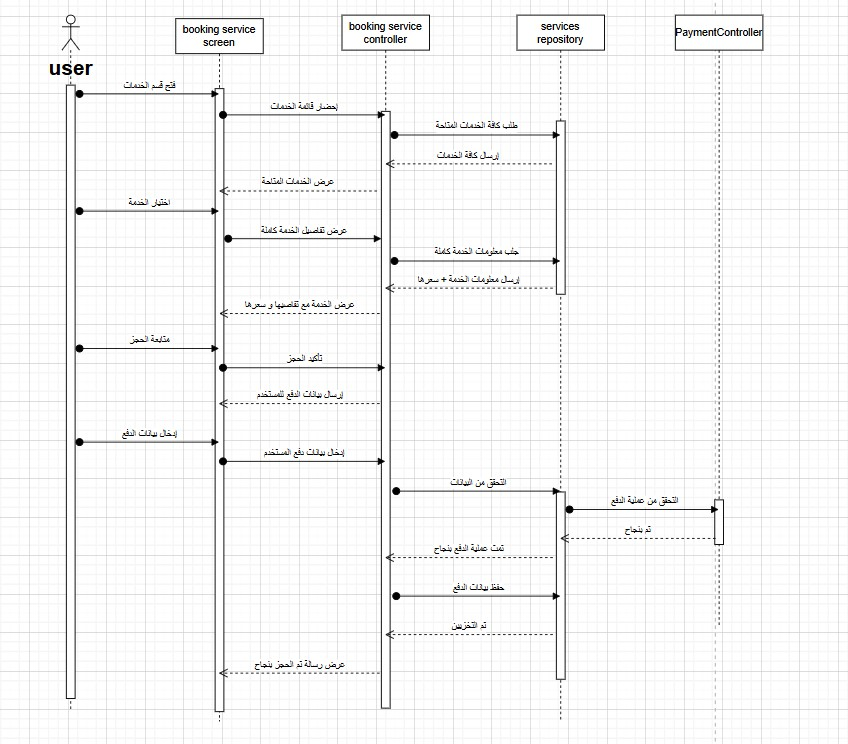 booking service
screen
booking service
controller
services
repository
PaymentController
user
فتح قسم الخدمات
إحضار قائمة الخدمات
طلب كافة الخدمات المتاحة
إرسال كافة الخدمات
عرض الخدمات المتاحة
اختيار الخدمة
عرض تفاصيل الخدمة كاملة
جلب معلومات الخدمة كاملة
إرسال معلومات الخدمة + سعرها
عرض الخدمة مع تفاصيها و سعرها
متابعة الحجز
تأكيد الحجز
إرسال بيانات الدفع للمستخدم
إدخال بيانات الدفع
إدخال بيانات دفع المستخدم
التحقق من البيانات
التحقق من عملية الدفع
تم بنجاح
تمت عملية الدفع بنجاح
حفظ بيانات الدفع
تم التخزيين
عرض رسالة تم الحجز بنجاح